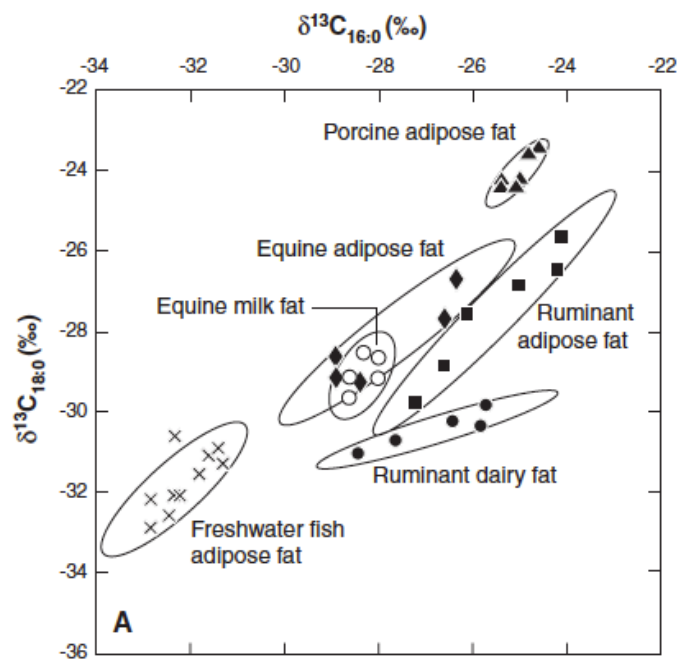 δ¹³C₁₆:₀ (‰)
-34 -32 -30 -28 -26 -24 -22
-22
-24
-26
-28
-30
-32
-34
-36
δ¹³C₁₈:₀ (‰)
Porcine adipose fat
Equine adipose fat
Equine milk fat
Ruminant
adipose fat
Ruminant dairy fat
Freshwater fish
adipose fat
A